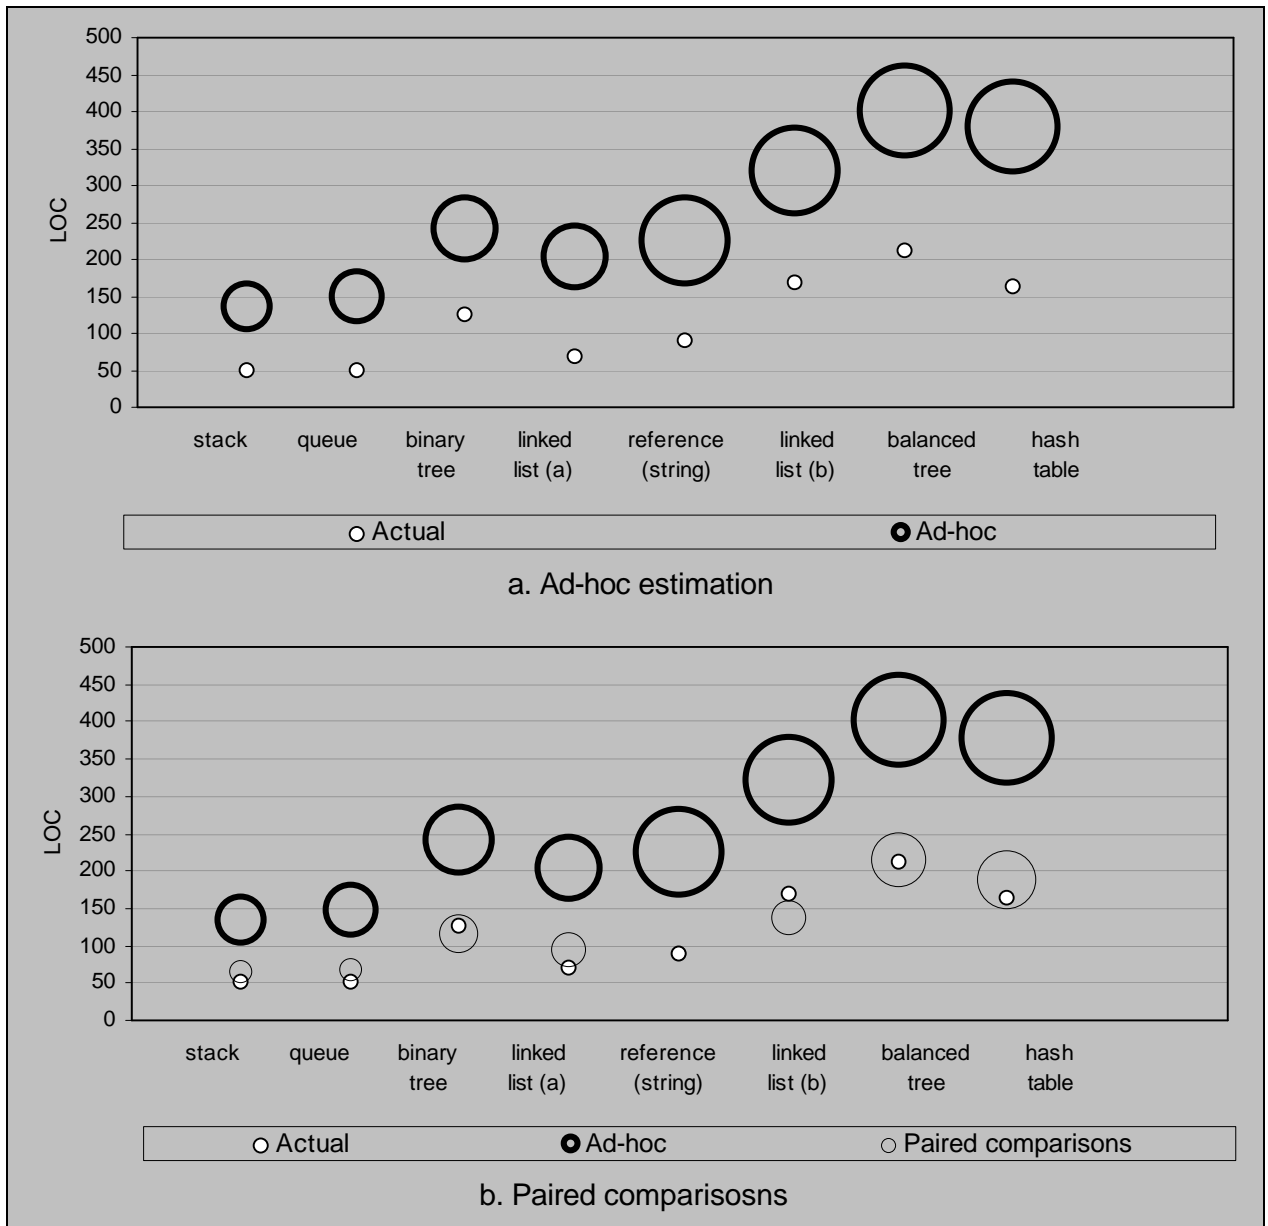 500
450
400
350
300
250
200
150
100
50
0
LOC
stack queue binary linked reference linked balanced hash
tree list (a) (string) list (b) tree table
Actual Ad-hoc
a. Ad-hoc estimation
500
450
400
350
300
250
200
150
100
50
0
LOC
stack queue binary linked reference linked balanced hash
tree list (a) (string) list (b) tree table
Actual Ad-hoc Paired comparisons
b. Paired comparisosns